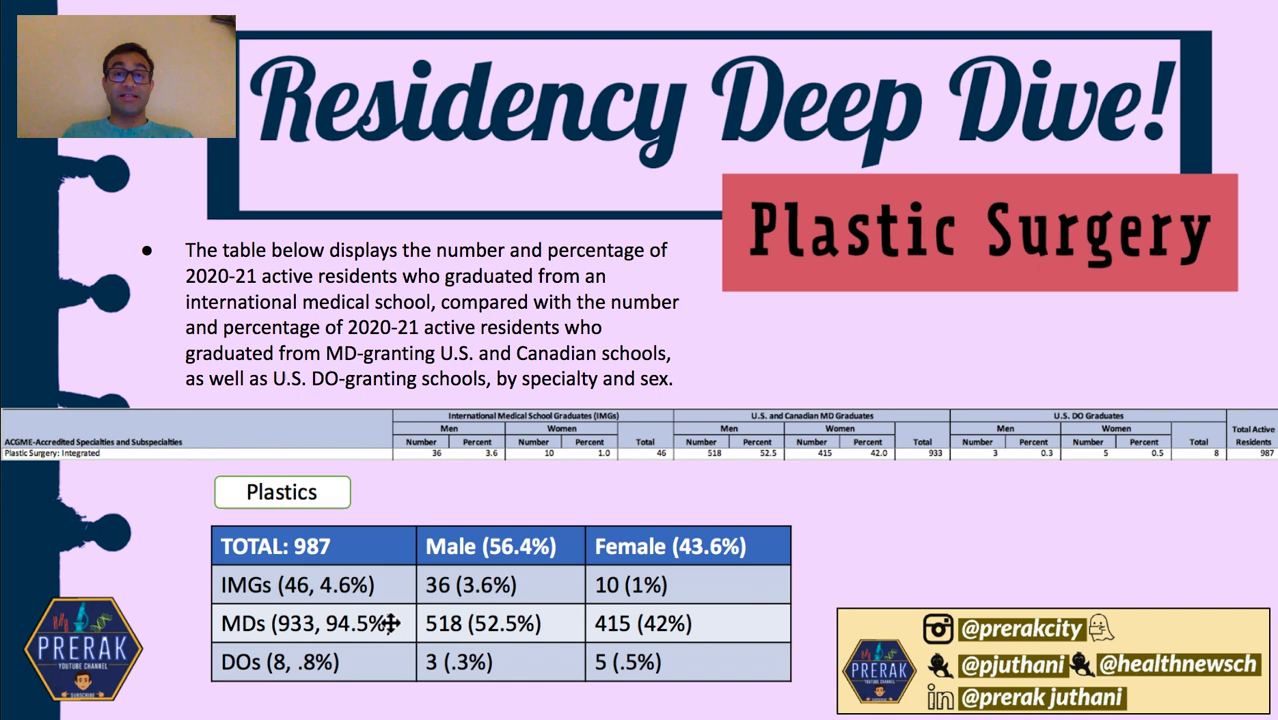 Residency Deep Dive!
Plastic Surgery
● The table below displays the number and percentage of
2020-21 active residents who graduated from an
international medical school, compared with the number
and percentage of 2020-21 active residents who
graduated from MD-granting U.S. and Canadian schools,
as well as U.S. DO-granting schools, by specialty and sex.
International Medical School Graduates (IMGs) U.S. and Canadian MD Graduates U.S. DO Graduates
Men Women Men Women Men Women Total Active
ACGME-Accredited Specialties and Subspecialties Number Percent Number Percent Total Number Percent Number Percent Total Number Percent Number Percent Total Residents
Plastic Surgery: Integrated 36 3.6 10 1.0 46 518 52.5 415 42.0 933 3 0.3 5 0.5 8 987
Plastics
TOTAL: 987 Male (56.4%) Female (43.6%)
IMGs (46, 4.6%) 36 (3.6%) 10 (1%)
MDs (933, 94.5% 518 (52.5%) 415 (42%)
DOs (8, .8%) 3 (.3%) 5 (.5%)
PRERAK
YOUTUBE CHANNEL
SUBSCRIBE
PRERAK
YOUTUBE CHANNEL
@prerakcity
@pjuthani @healthnewsch
in @prerak juthani